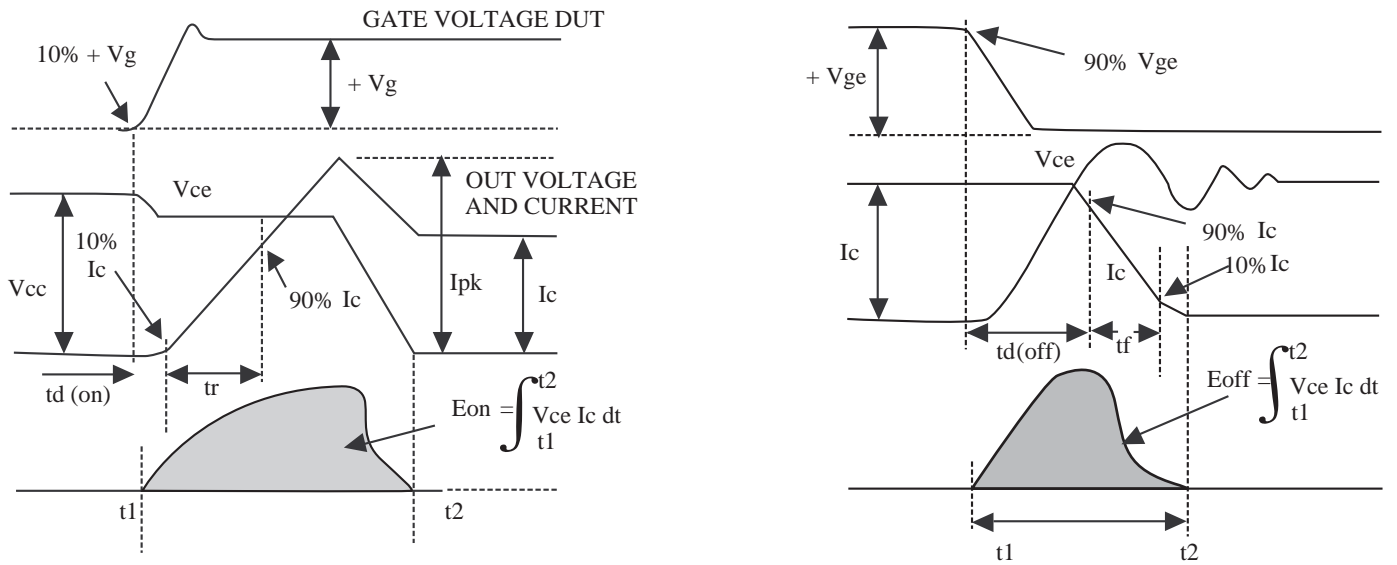 GATE VOLTAGE DUT
10% + Vg
+ Vg
Vce
OUT VOLTAGE
AND CURRENT
10%
Ic
Vcc
90% Ic
Ipk
Ic
td (on)
tr
Eon = ∫ t2
Vce Ic dt
t1
t1
t2
90% Vge
+ Vge
Vce
90% Ic
Ic
Ic
10% Ic
td(off)
tf
Eoff = ∫ t2
Vce Ic dt
t1
t1
t2